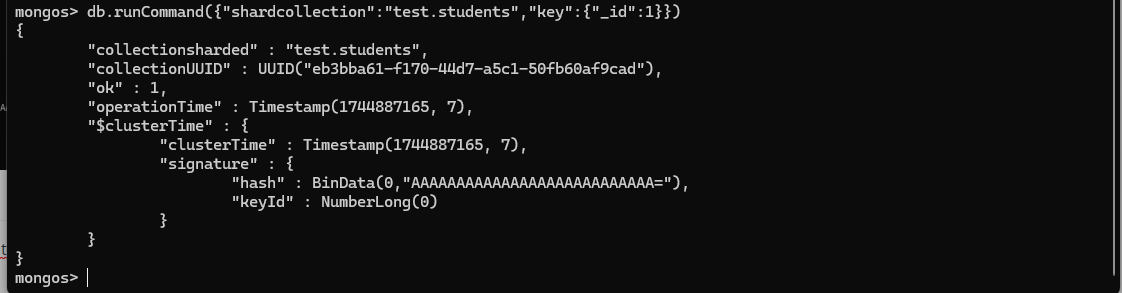 mongos> db.runCommand({"shardcollection":"test.students","key":{"_id":1}})
{
        "collectionsharded" : "test.students",
        "collectionUUID" : UUID("eb3bba61-f170-44d7-a5c1-50fb60af9cad"),
        "ok" : 1,
        "operationTime" : Timestamp(1744887165, 7),
        "$clusterTime" : {
                "clusterTime" : Timestamp(1744887165, 7),
                "signature" : {
                        "hash" : BinData(0,"AAAAAAAAAAAAAAAAAAAAAAAAAAA="),
                        "keyId" : NumberLong(0)
                }
        }
}
mongos>